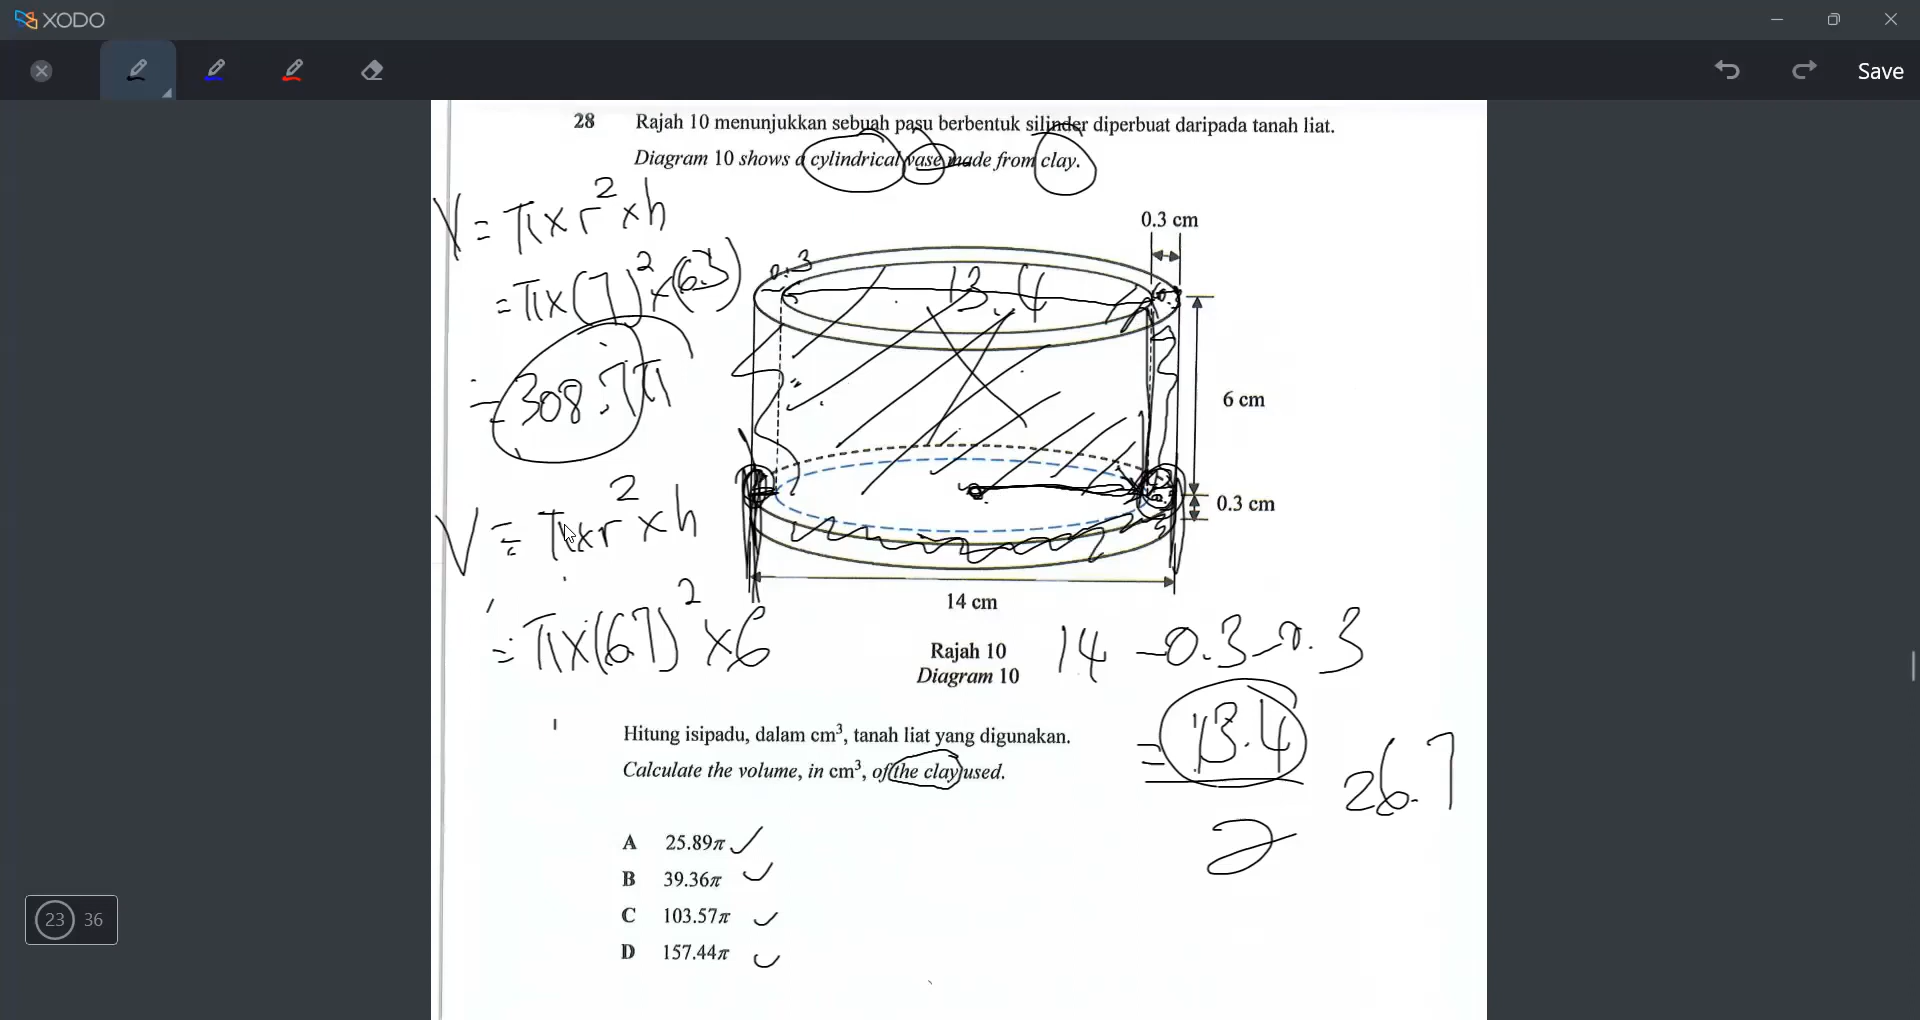 XODO
Save
28 Rajah 10 menunjukkan sebuah pasu berbentuk silinder diperbuat daripada tanah liat.
Diagram 10 shows a cylindrical vase made from clay.
V = π x r² x h
= π x (7)² x (6.3)
= 308.7π
V = π x r² x h
= π x (6.7)² x 6
0.3 cm
0.3
13.4
6 cm
0.3 cm
14 cm
Rajah 10
Diagram 10
14 - 0.3 - 0.3
= 13.4
2
26.7
Hitung isipadu, dalam cm³, tanah liat yang digunakan.
Calculate the volume, in cm³, of the clay used.
A 25.89π
B 39.36π
C 103.57π
D 157.44π
23 36